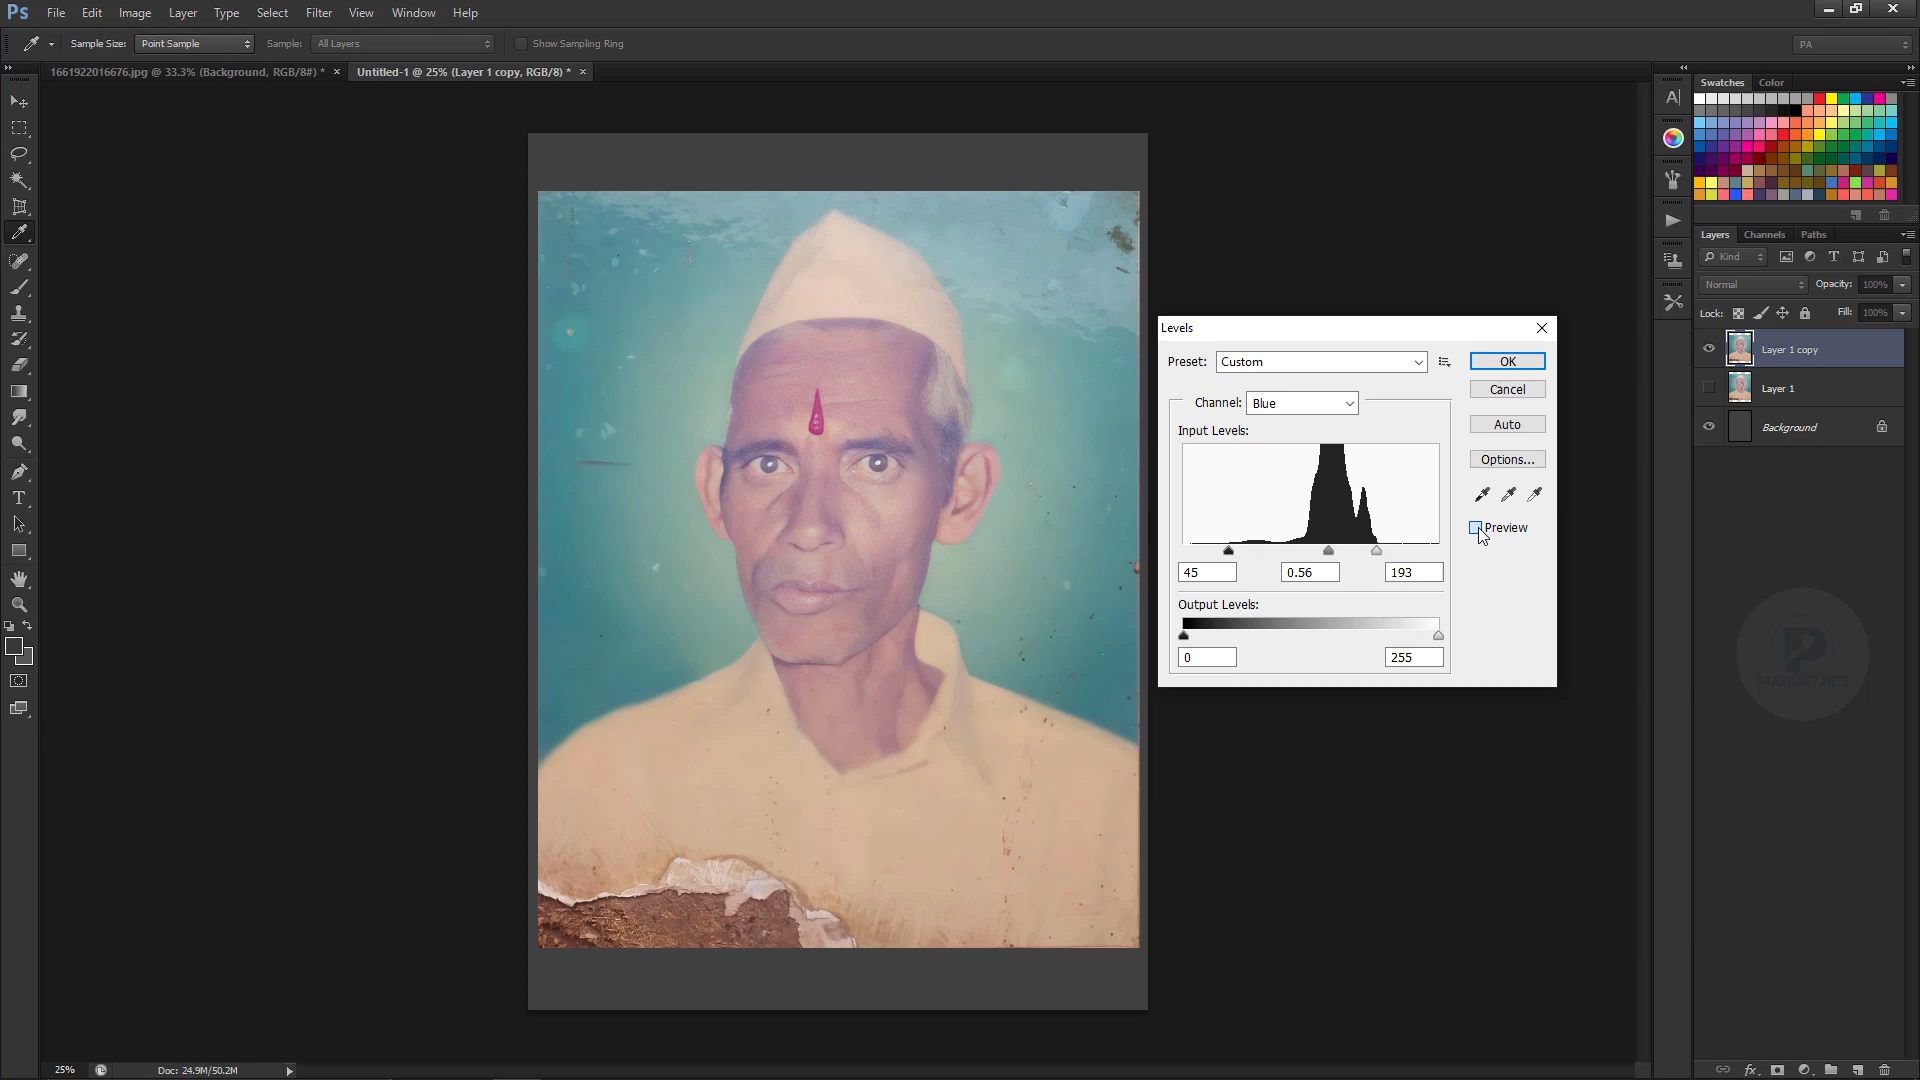 Ps File Edit Image Layer Type Select Filter View Window Help
Sample Size: Point Sample Sample: All Layers Show Sampling Ring PA
1661922016676.jpg @ 33.3% (Background, RGB/8#) * × Untitled-1 @ 25% (Layer 1 copy, RGB/8) * ×
Swatches Color
Layers Channels Paths
Kind
Normal Opacity: 100%
Lock: Fill: 100%
Layer 1 copy
Layer 1
Background
Levels
Preset: Custom OK
Cancel
Channel: Blue
Auto
Input Levels:
Options...
Preview
45 0.56 193
Output Levels:
0 255
PRASHANT ARTS
25% Doc: 24.9M/50.2M